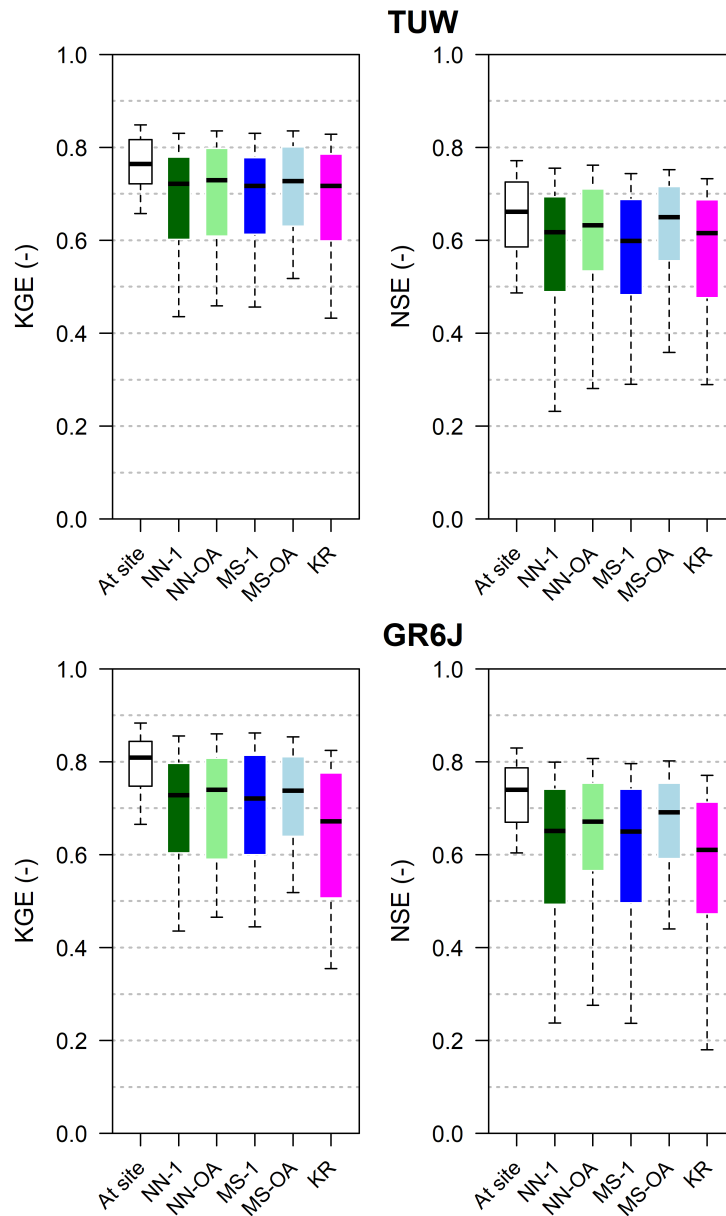 TUW
KGE (-)
1.0
0.8
0.6
0.4
0.2
0.0
At site
NN-1
NN-OA
MS-1
MS-OA
KR
NSE (-)
1.0
0.8
0.6
0.4
0.2
0.0
At site
NN-1
NN-OA
MS-1
MS-OA
KR
GR6J
KGE (-)
1.0
0.8
0.6
0.4
0.2
0.0
At site
NN-1
NN-OA
MS-1
MS-OA
KR
NSE (-)
1.0
0.8
0.6
0.4
0.2
0.0
At site
NN-1
NN-OA
MS-1
MS-OA
KR